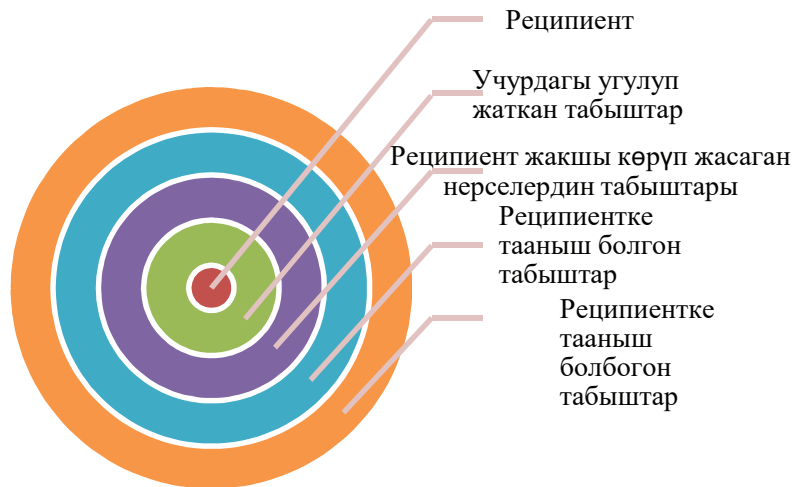 Реципиент
Учурдагы угулуп
жаткан табыштар
Реципиент жакшы көрүп жасаган
нерселердин табыштары
Реципиентке
тааныш болгон
табыштар
Реципиентке
тааныш
болбогон
табыштар